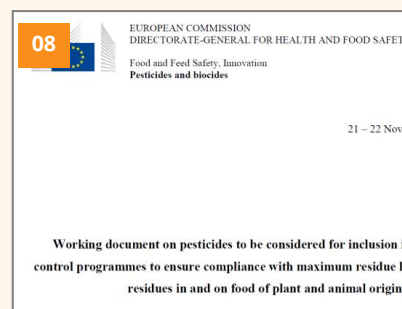 08
EUROPEAN COMMISSION
DIRECTORATE-GENERAL FOR HEALTH AND FOOD
Food and Feed Safety, Innovation
Pesticides and biocides
21 – 22
Working document on pesticides to be considered for inclusion
control programmes to ensure compliance with maximum residue
residues in and on food of plant and animal origin